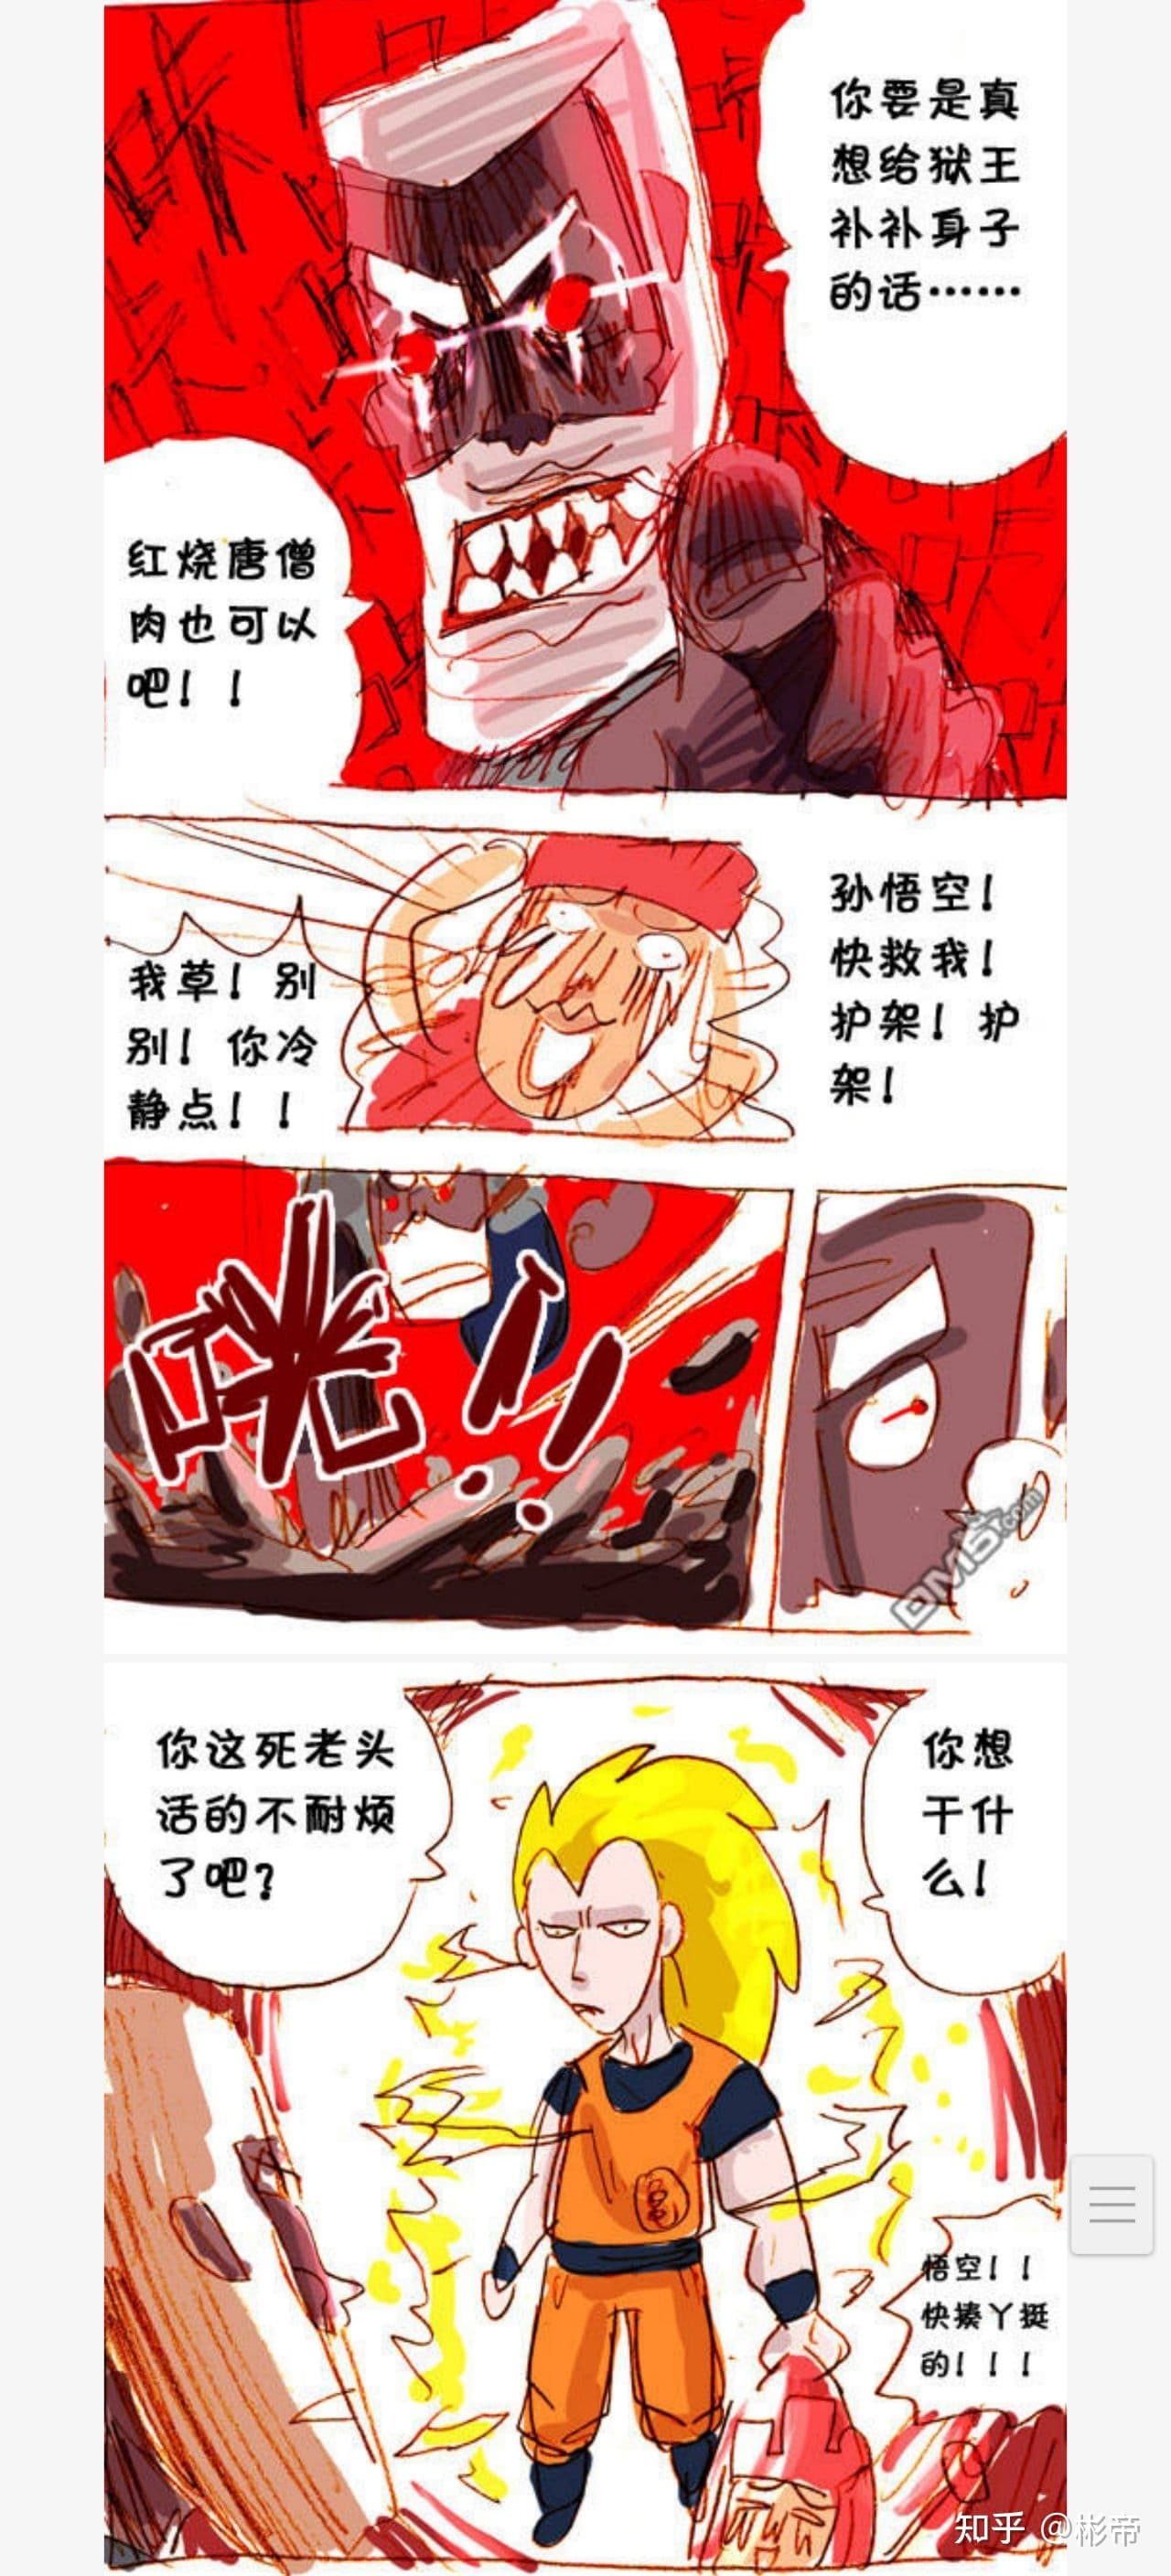 你要是真
想给狱王
补补身子
的话……
红烧唐僧
肉也可以
吧！！
孙悟空！
快救我！
护架！护
架！
我草！别
别！你冷
静点！！
咣！！
DM5.com
你想
干什
么！
你这死老头
话的不耐烦
了吧？
悟空！！
快揍丫挺
的！！！
知乎 @彬帝